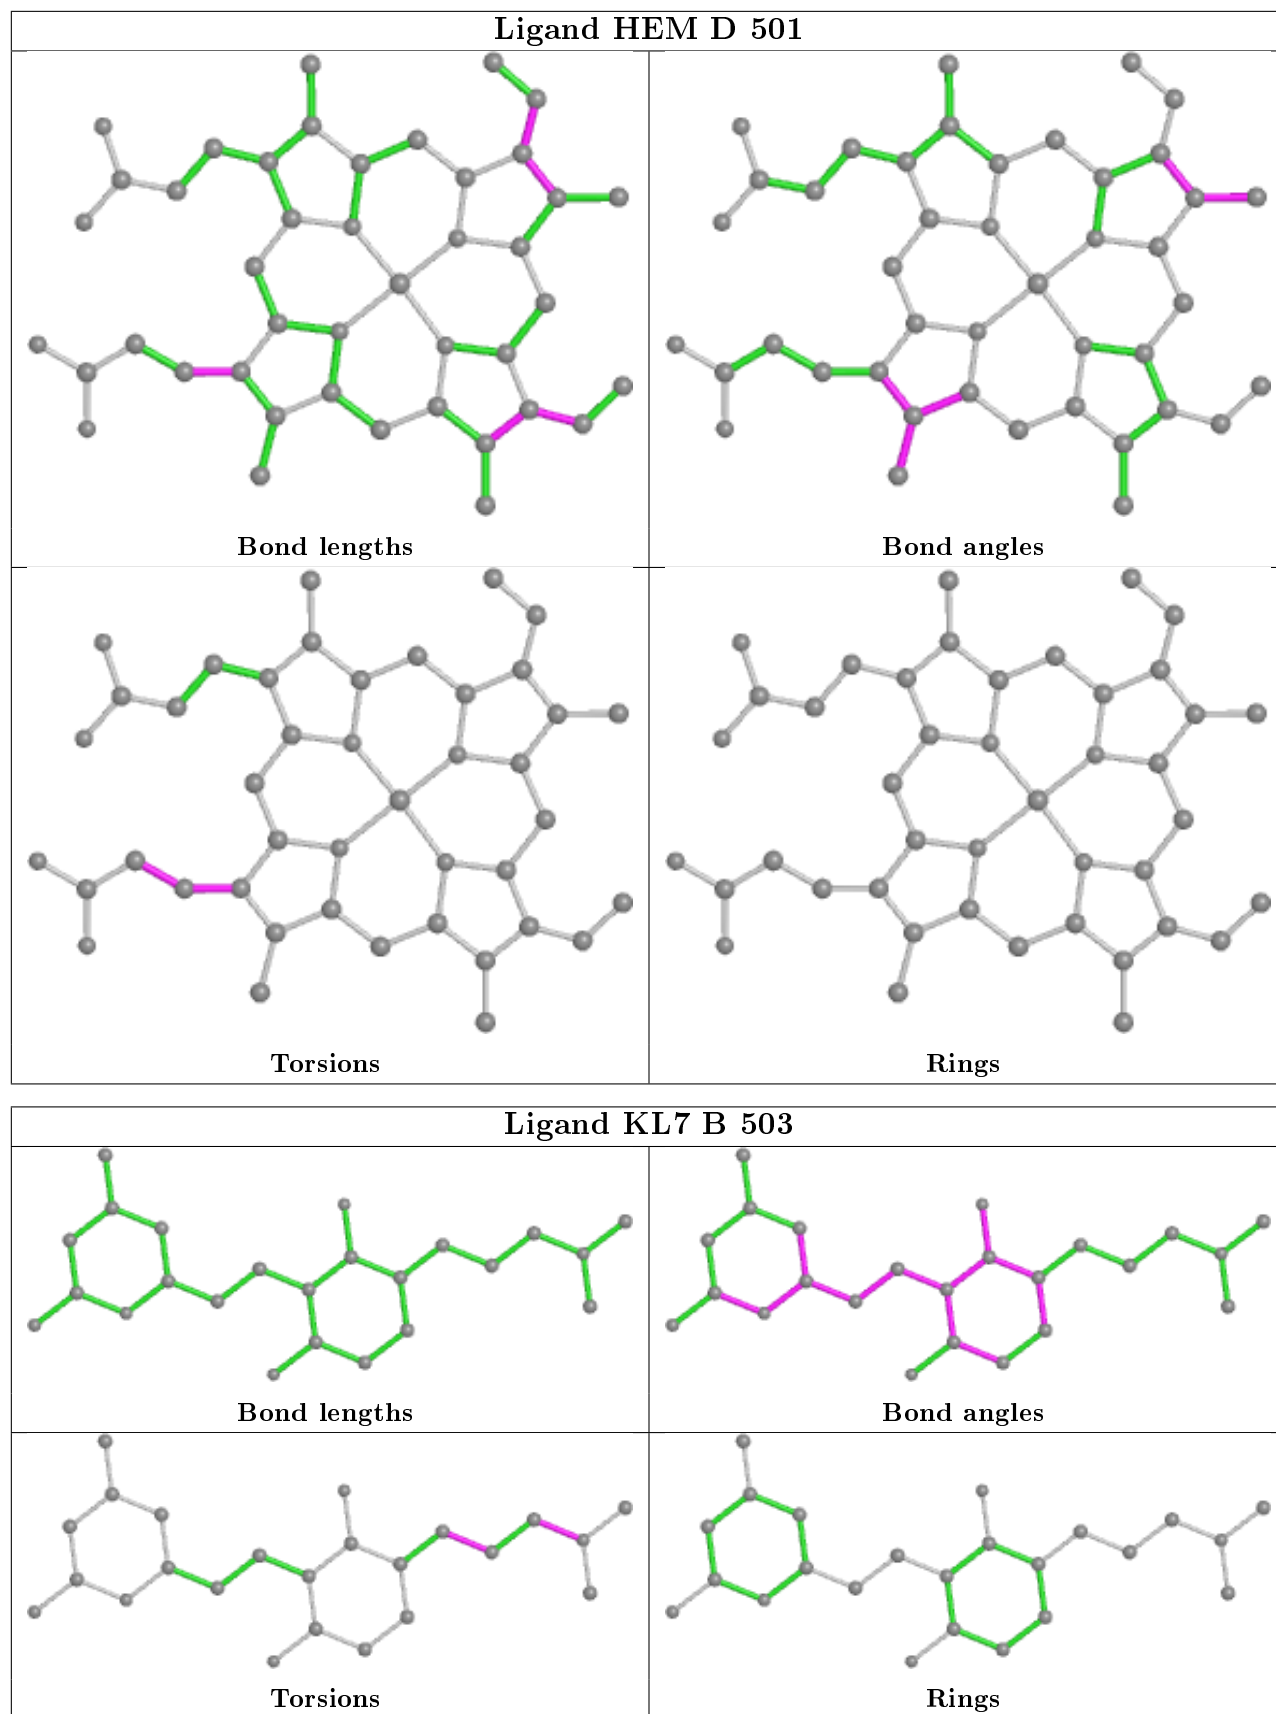 Ligand HEM D 501
Bond lengths
Bond angles
Torsions
Rings
Ligand KL7 B 503
Bond lengths
Bond angles
Torsions
Rings